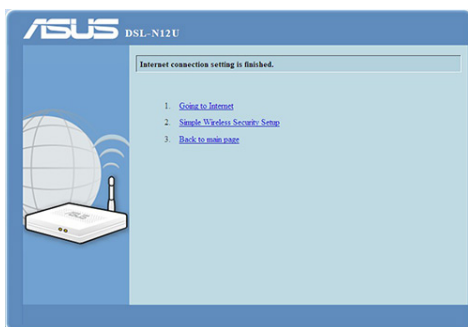 ASUS DSL-N12U
Internet connection setting is finished.
1. Going to Internet
2. Simple Wireless Security Setup
3. Back to main page
ASUS